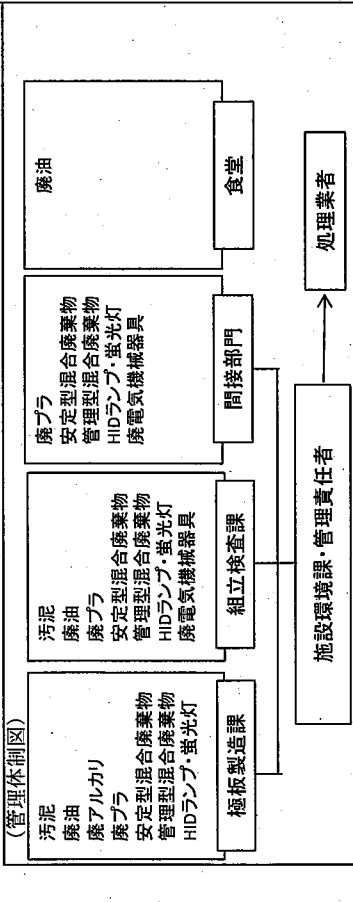 (管理体制図)
汚泥
廃油
廃アルカリ
廃プラ
安定型混合廃棄物
管理型混合廃棄物
HIDランプ・蛍光灯
極板製造課
汚泥
廃油
廃プラ
安定型混合廃棄物
管理型混合廃棄物
HIDランプ・蛍光灯
廃電気機械器具
組立検査課
廃プラ
安定型混合廃棄物
管理型混合廃棄物
HIDランプ・蛍光灯
廃電気機械器具
間接部門
廃油
食堂
施設環境課・管理責任者
処理業者